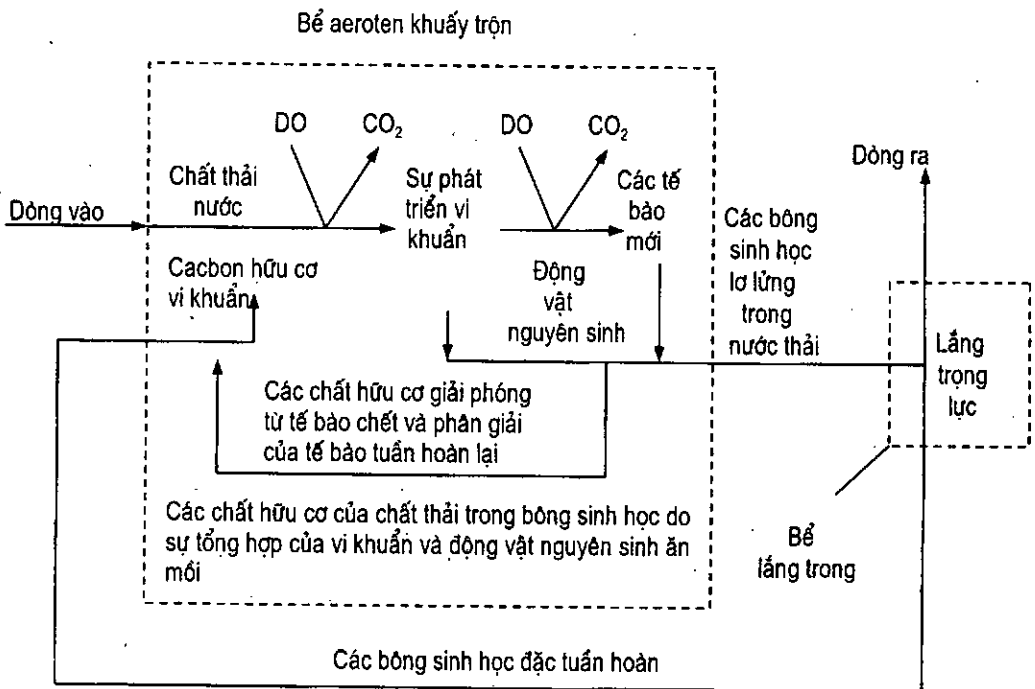 Bể aeroten khuấy trộn
DO
CO₂
DO
CO₂
Dòng ra
Chất thải
nước
Sự phát
triển vi
khuẩn
Các tế
bào
mới
Dòng vào
Các bông
sinh học
lơ lửng
trong
nước thải
Cacbon hữu cơ
vi khuẩn
Động
vật
nguyên sinh
Lắng
trọng
lực
Các chất hữu cơ giải phóng
từ tế bào chết và phân giải
của tế bào tuần hoàn lại
Các chất hữu cơ của chất thải trong bông sinh học do
sự tổng hợp của vi khuẩn và động vật nguyên sinh ăn
mồi
Bể
lắng trong
Các bông sinh học đặc tuần hoàn